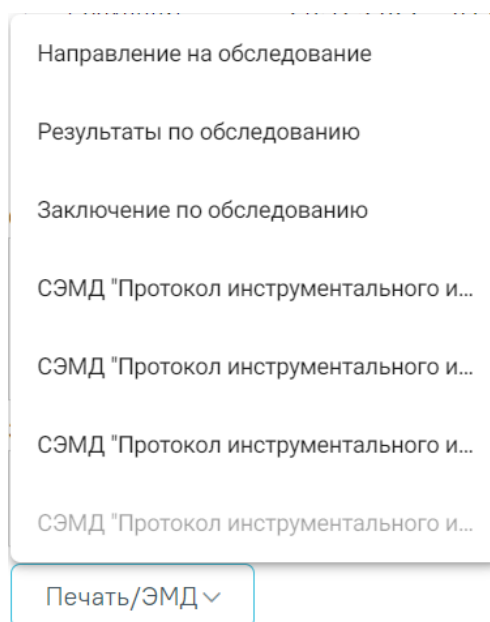 Направление на обследование
Результаты по обследованию
Заключение по обследованию
СЭМД "Протокол инструментального и...
СЭМД "Протокол инструментального и...
СЭМД "Протокол инструментального и...
СЭМД "Протокол инструментального и...
Печать/ЭМД